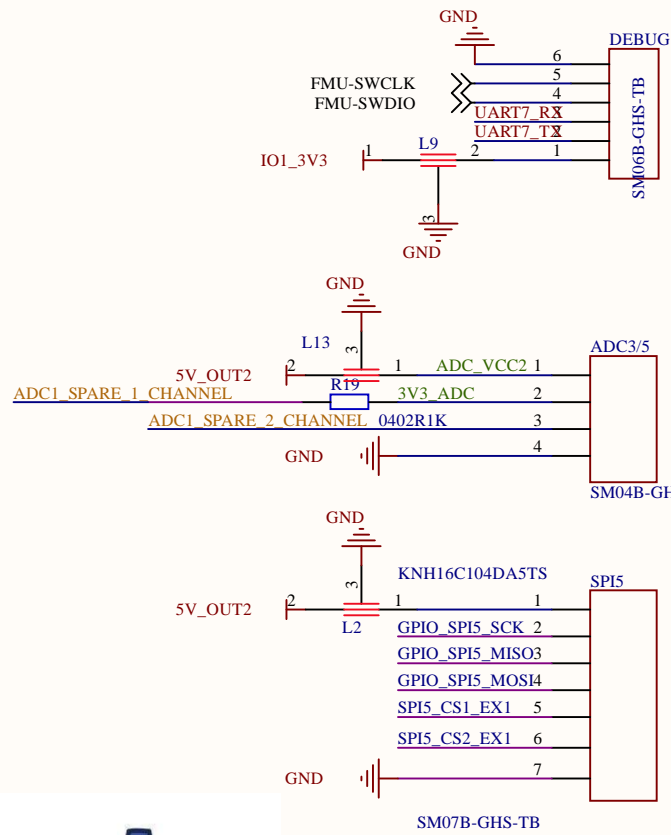 GND
DEBUG
6
FMU-SWCLK 5
FMU-SWDIO 4
UART7_RX 3
UART7_TX 2
IO1_3V3 1 L9 2 1
SM06B-GHS-TB
3
GND
GND
L13 3 ADC3/5
5V_OUT2 2 1 ADC_VCC2 1
ADC1_SPARE_1_CHANNEL R19 3V3_ADC 2
ADC1_SPARE_2_CHANNEL 0402R1K 3
GND 4
SM04B-GH
GND
3 KNH16C104DA5TS SPI5
5V_OUT2 2 1 1
L2
GPIO_SPI5_SCK 2
GPIO_SPI5_MISO 3
GPIO_SPI5_MOSI 4
SPI5_CS1_EX1 5
SPI5_CS2_EX1 6
GND 7
SM07B-GHS-TB